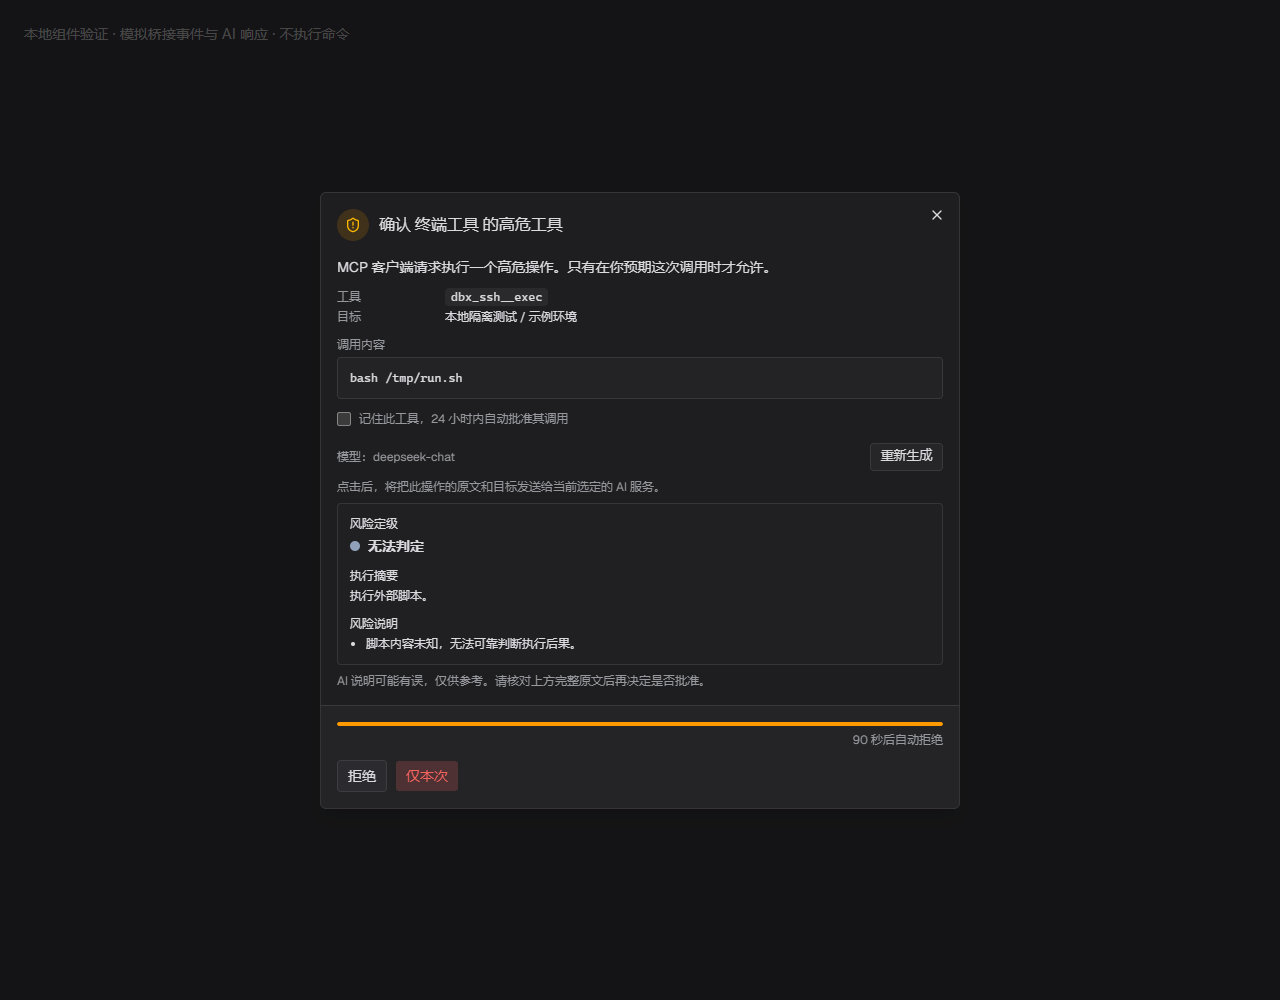 本地组件验证 · 模拟桥接事件与 AI 响应 · 不执行命令
确认 终端工具 的高危工具
MCP 客户端请求执行一个高危操作。只有在你预期这次调用时才允许。
工具 dbx_ssh__exec
目标 本地隔离测试 / 示例环境
调用内容
bash /tmp/run.sh
记住此工具，24 小时内自动批准其调用
模型：deepseek-chat 重新生成
点击后，将把此操作的原文和目标发送给当前选定的 AI 服务。
风险定级
无法判定
执行摘要
执行外部脚本。
风险说明
• 脚本内容未知，无法可靠判断执行后果。
AI 说明可能有误，仅供参考。请核对上方完整原文后再决定是否批准。
90 秒后自动拒绝
拒绝 仅本次